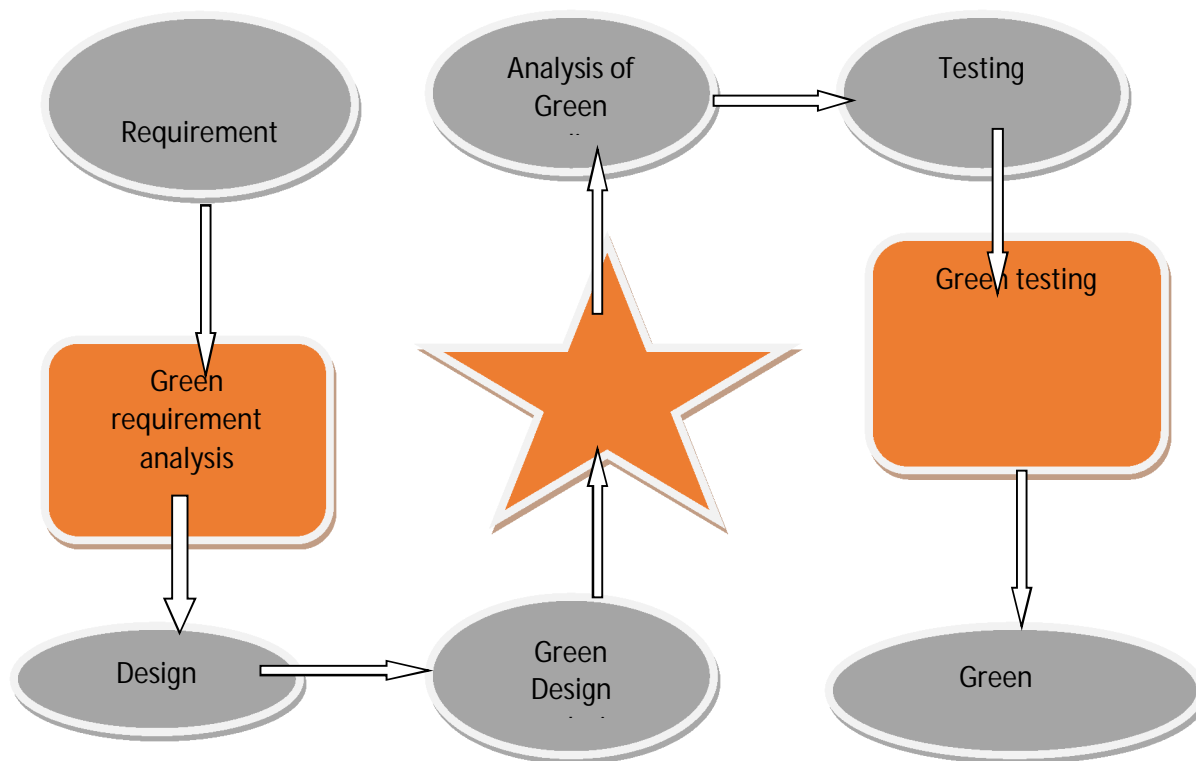 Requirement
Green
requirement
analysis
Design
Green
Design
Analysis of
Green
Testing
Green testing
Green